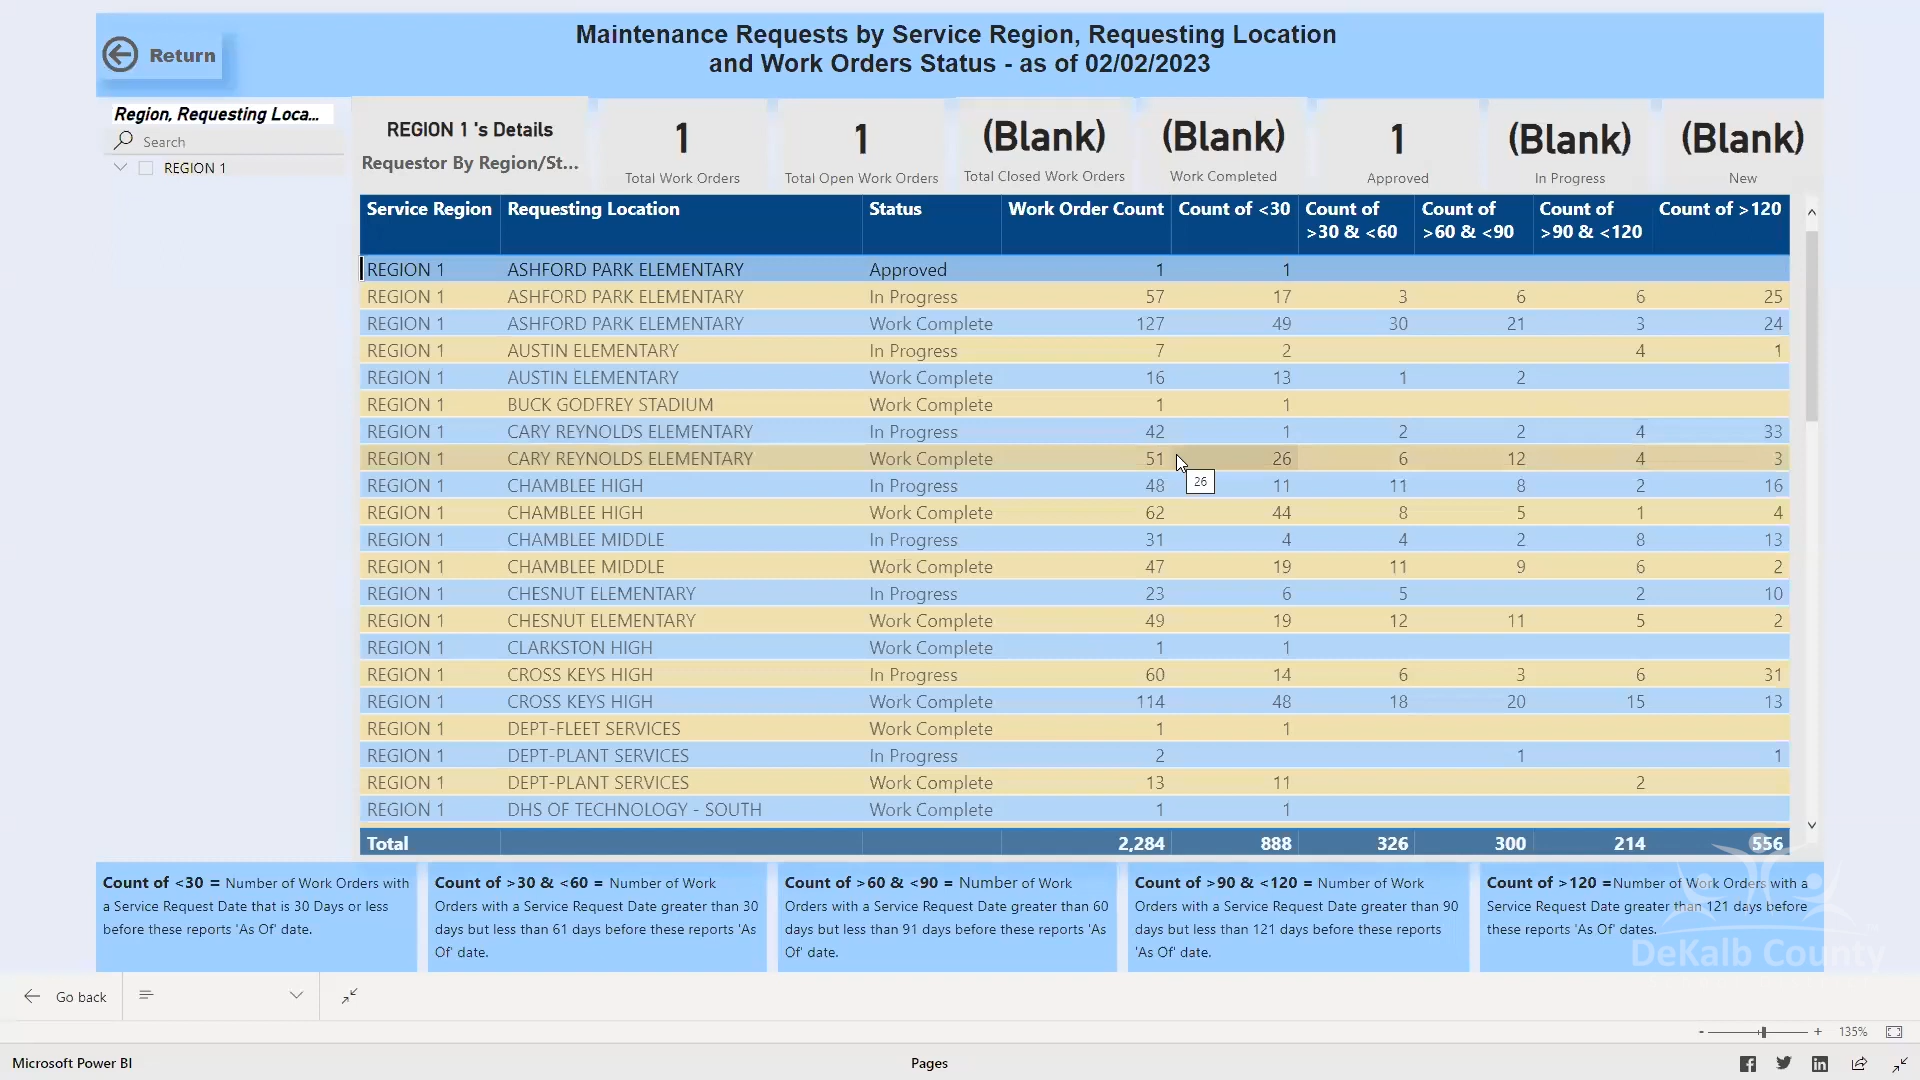 Maintenance Requests by Service Region, Requesting Location
and Work Orders Status - as of 02/02/2023
Return
Region, Requesting Loca...
Search
REGION 1
REGION 1 's Details
Requestor By Region/St...
1
Total Work Orders
1
Total Open Work Orders
(Blank)
Total Closed Work Orders
(Blank)
Work Completed
1
Approved
(Blank)
In Progress
(Blank)
New
Service Region Requesting Location Status Work Order Count Count of <30 Count of >30 & <60 Count of >60 & <90 Count of >90 & <120 Count of >120
REGION 1 ASHFORD PARK ELEMENTARY Approved 1 1
REGION 1 ASHFORD PARK ELEMENTARY In Progress 57 17 3 6 6 25
REGION 1 ASHFORD PARK ELEMENTARY Work Complete 127 49 30 21 3 24
REGION 1 AUSTIN ELEMENTARY In Progress 7 2 4 1
REGION 1 AUSTIN ELEMENTARY Work Complete 16 13 1 2
REGION 1 BUCK GODFREY STADIUM Work Complete 1 1
REGION 1 CARY REYNOLDS ELEMENTARY In Progress 42 1 2 2 4 33
REGION 1 CARY REYNOLDS ELEMENTARY Work Complete 51 26 6 12 4 3
26
REGION 1 CHAMBLEE HIGH In Progress 48 11 11 8 2 16
REGION 1 CHAMBLEE HIGH Work Complete 62 44 8 5 1 4
REGION 1 CHAMBLEE MIDDLE In Progress 31 4 4 2 8 13
REGION 1 CHAMBLEE MIDDLE Work Complete 47 19 11 9 6 2
REGION 1 CHESNUT ELEMENTARY In Progress 23 6 5 2 10
REGION 1 CHESNUT ELEMENTARY Work Complete 49 19 12 11 5 2
REGION 1 CLARKSTON HIGH Work Complete 1 1
REGION 1 CROSS KEYS HIGH In Progress 60 14 6 3 6 31
REGION 1 CROSS KEYS HIGH Work Complete 114 48 18 20 15 13
REGION 1 DEPT-FLEET SERVICES Work Complete 1 1
REGION 1 DEPT-PLANT SERVICES In Progress 2 1 1
REGION 1 DEPT-PLANT SERVICES Work Complete 13 11 2
REGION 1 DHS OF TECHNOLOGY - SOUTH Work Complete 1 1
Total 2,284 888 326 300 214 556
Count of <30 = Number of Work Orders with
a Service Request Date that is 30 Days or less
before these reports 'As Of' date.
Count of >30 & <60 = Number of Work
Orders with a Service Request Date greater than 30
days but less than 61 days before these reports 'As
Of' date.
Count of >60 & <90 = Number of Work
Orders with a Service Request Date greater than 60
days but less than 91 days before these reports 'As
Of' date.
Count of >90 & <120 = Number of Work
Orders with a Service Request Date greater than 90
days but less than 121 days before these reports
'As Of' date.
Count of >120 =Number of Work Orders with a
Service Request Date greater than 121 days before
these reports 'As Of' dates.
DeKalb County
Go back
- + 135%
Microsoft Power BI
Pages